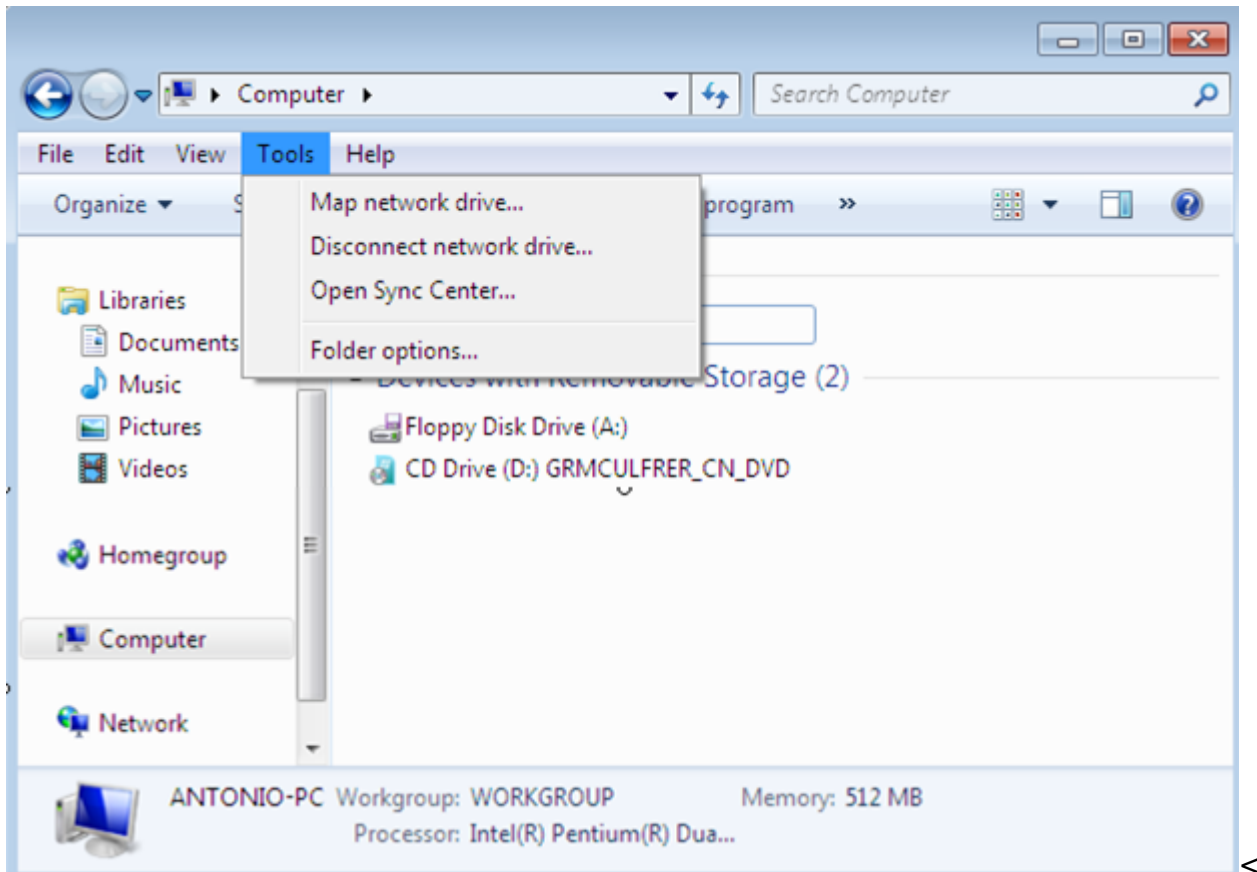 Computer
Search Computer
File Edit View Tools Help
Organize program »
Map network drive...
Disconnect network drive...
Open Sync Center...
Folder options...
Libraries
Documents
Music
Pictures
Videos
Homegroup
Computer
Network
Devices with Removable Storage (2)
Floppy Disk Drive (A:)
CD Drive (D:) GRMCULFRER_CN_DVD
ANTONIO-PC Workgroup: WORKGROUP Memory: 512 MB
Processor: Intel(R) Pentium(R) Dua...
<